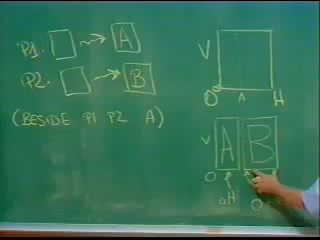 P1. A
P2. B
(BESIDE P1 P2 A)
V
O A H
V A B
O
aH
O